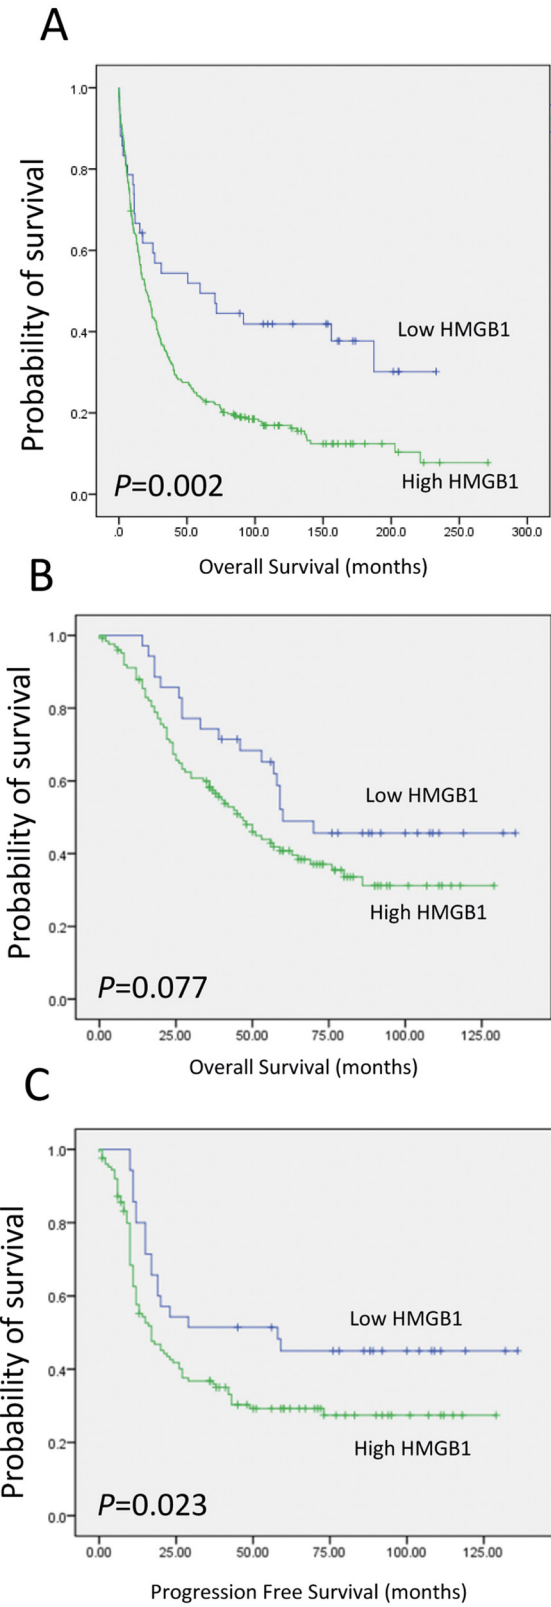 A
Probability of survival
1.0
0.8
0.6
0.4
0.2
0.0
Low HMGB1
High HMGB1
P=0.002
.0 50.0 100.0 150.0 200.0 250.0 300.0
Overall Survival (months)
B
Probability of survival
1.0
0.8
0.6
0.4
0.2
0.0
Low HMGB1
High HMGB1
P=0.077
0.00 25.00 50.00 75.00 100.00 125.00
Overall Survival (months)
C
Probability of survival
1.0
0.8
0.6
0.4
0.2
0.0
Low HMGB1
High HMGB1
P=0.023
0.00 25.00 50.00 75.00 100.00 125.00
Progression Free Survival (months)